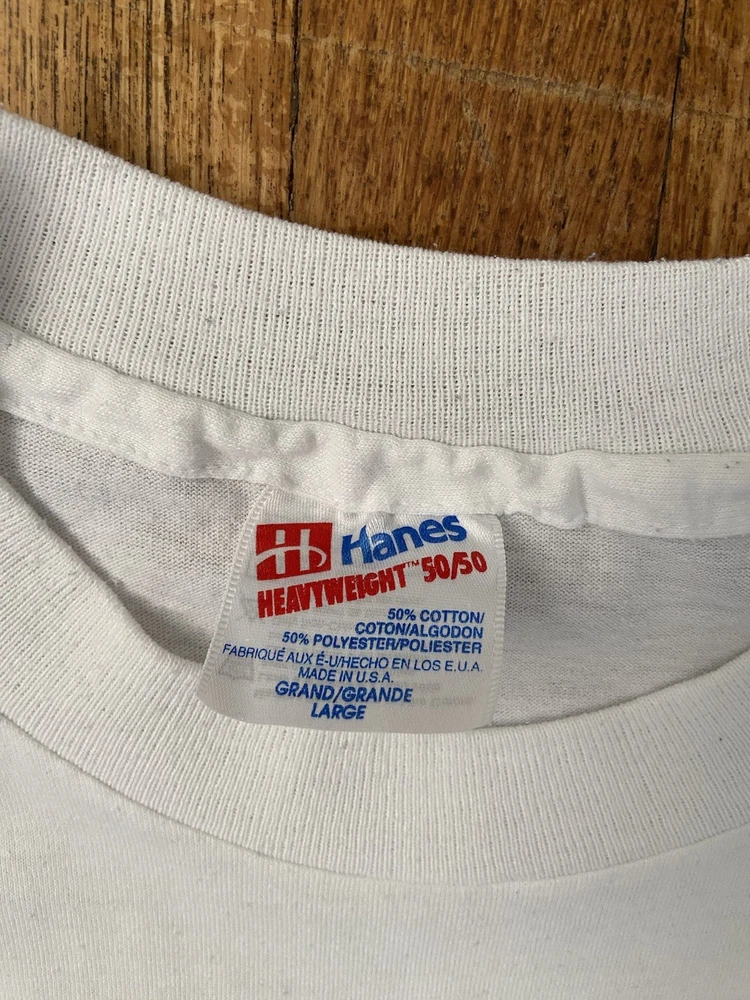 H Hanes
HEAVYWEIGHT™ 50/50
50% COTTON/
COTON/ALGODON
50% POLYESTER/POLIESTER
FABRIQUÉ AUX É-U/HECHO EN LOS E.U.A.
MADE IN U.S.A.
GRAND/GRANDE
LARGE